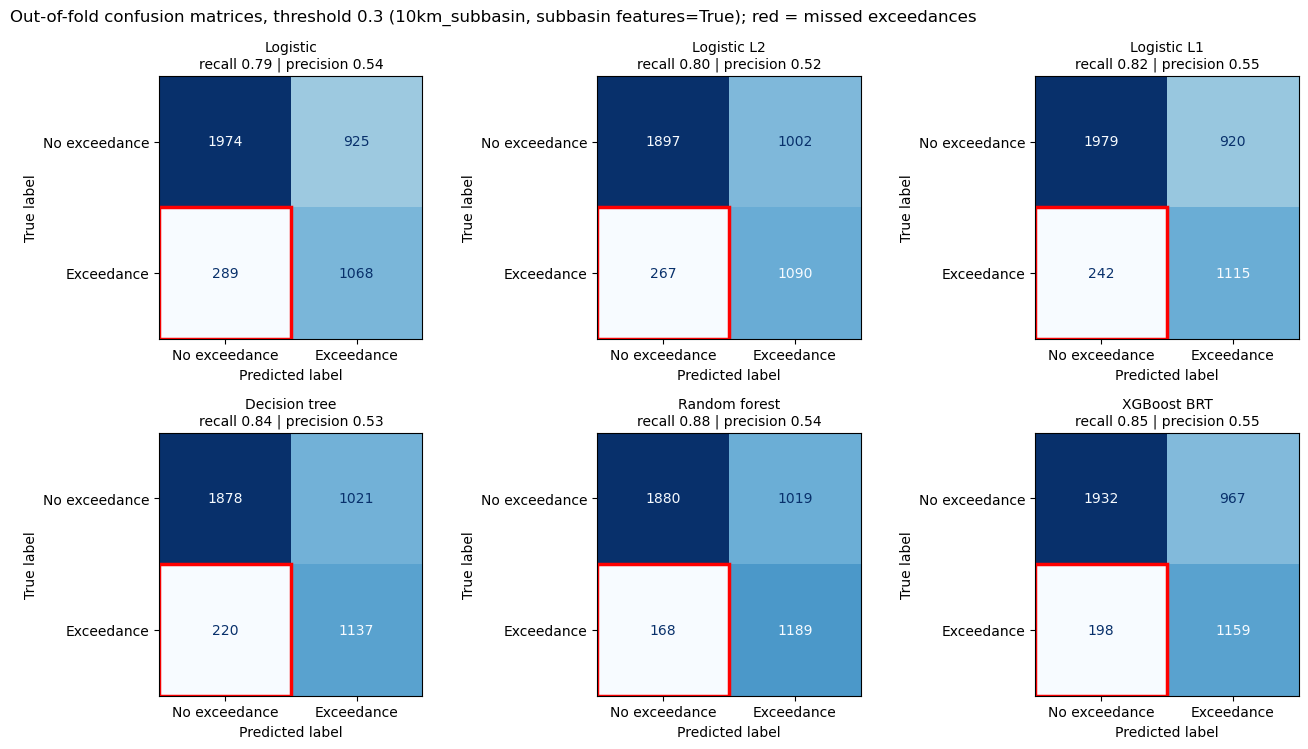 Out-of-fold confusion matrices, threshold 0.3 (10km_subbasin, subbasin features=True); red = missed exceedances
Logistic
recall 0.79 | precision 0.54
True label
No exceedance
1974
925
Exceedance
289
1068
No exceedance
Exceedance
Predicted label
Logistic L2
recall 0.80 | precision 0.52
True label
No exceedance
1897
1002
Exceedance
267
1090
No exceedance
Exceedance
Predicted label
Logistic L1
recall 0.82 | precision 0.55
True label
No exceedance
1979
920
Exceedance
242
1115
No exceedance
Exceedance
Predicted label
Decision tree
recall 0.84 | precision 0.53
True label
No exceedance
1878
1021
Exceedance
220
1137
No exceedance
Exceedance
Predicted label
Random forest
recall 0.88 | precision 0.54
True label
No exceedance
1880
1019
Exceedance
168
1189
No exceedance
Exceedance
Predicted label
XGBoost BRT
recall 0.85 | precision 0.55
True label
No exceedance
1932
967
Exceedance
198
1159
No exceedance
Exceedance
Predicted label